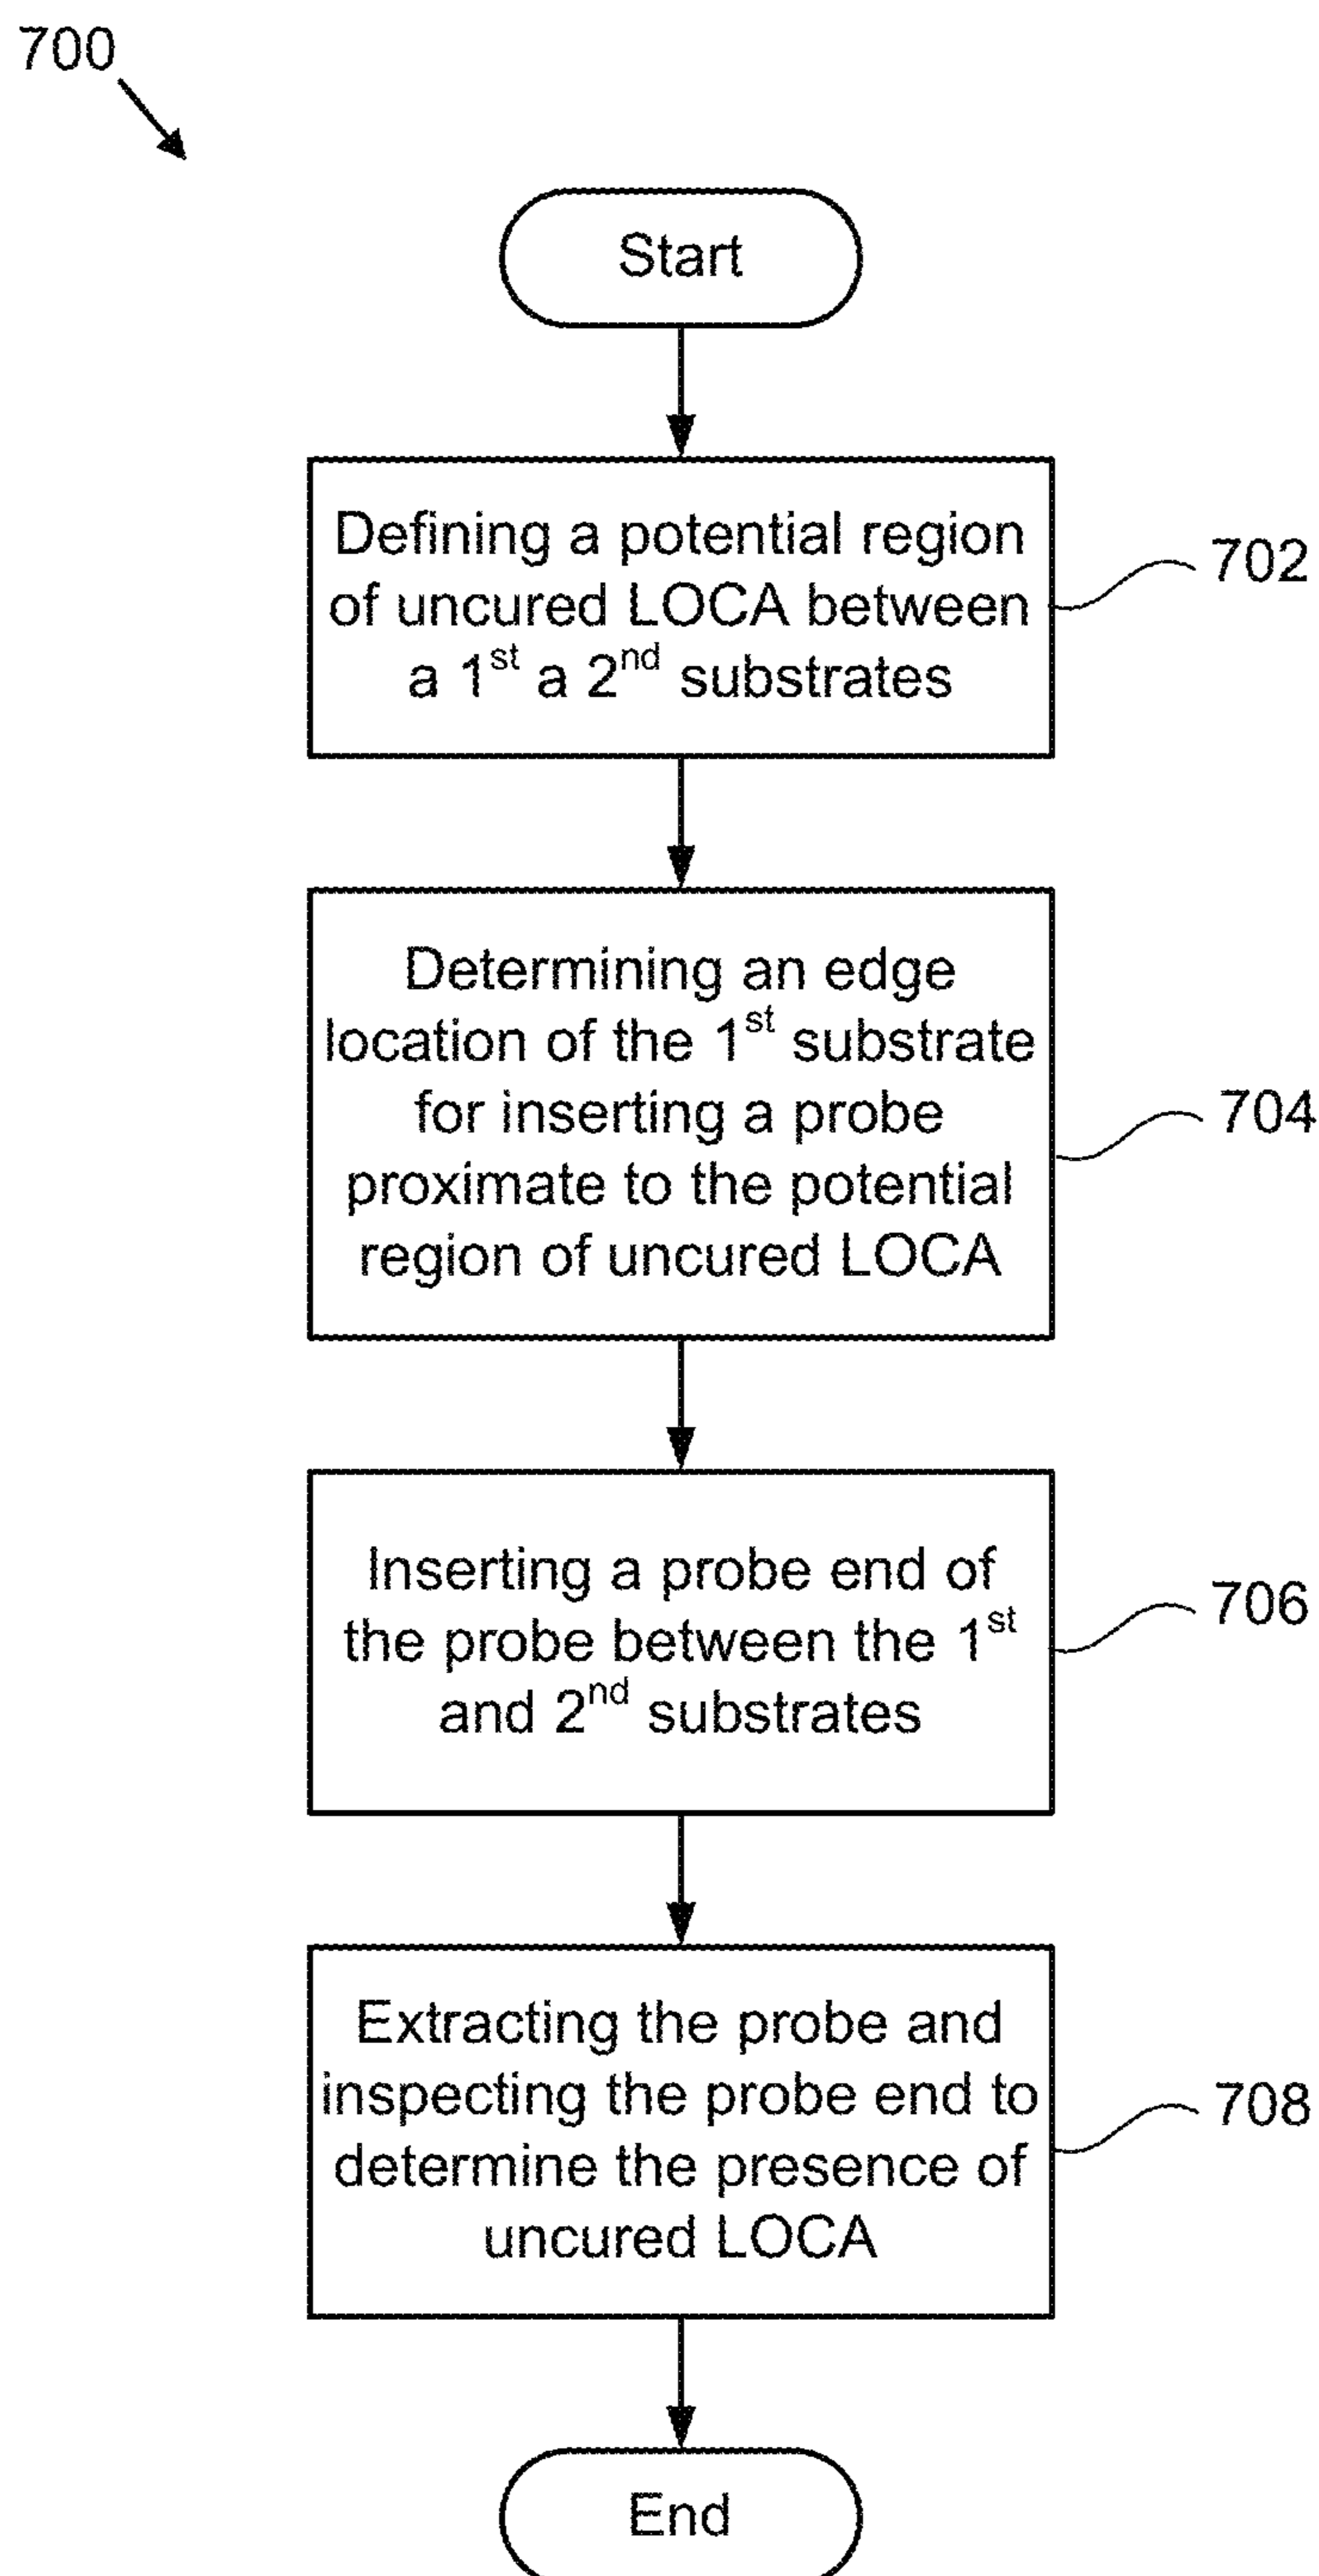 700
Start
Defining a potential region
of uncured LOCA between
a 1st a 2nd substrates
702
Determining an edge
location of the 1st substrate
for inserting a probe
proximate to the potential
region of uncured LOCA
704
Inserting a probe end of
the probe between the 1st
and 2nd substrates
706
Extracting the probe and
inspecting the probe end to
determine the presence of
uncured LOCA
708
End